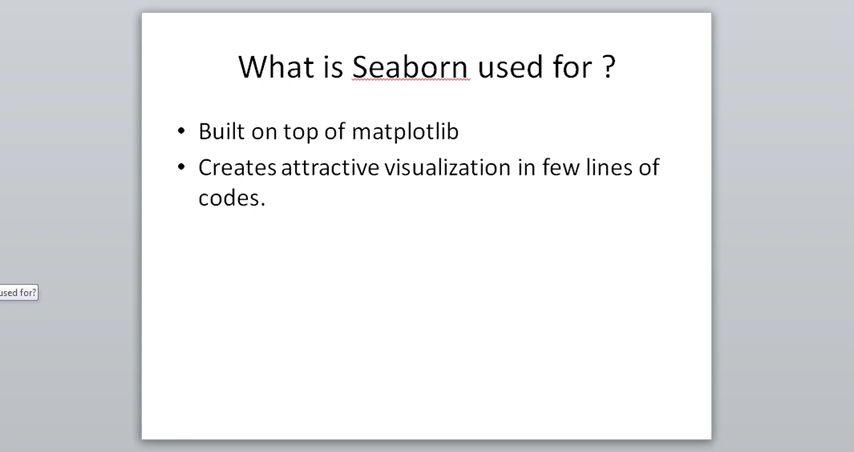 What is Seaborn used for ?
• Built on top of matplotlib
• Creates attractive visualization in few lines of
codes.
used for?